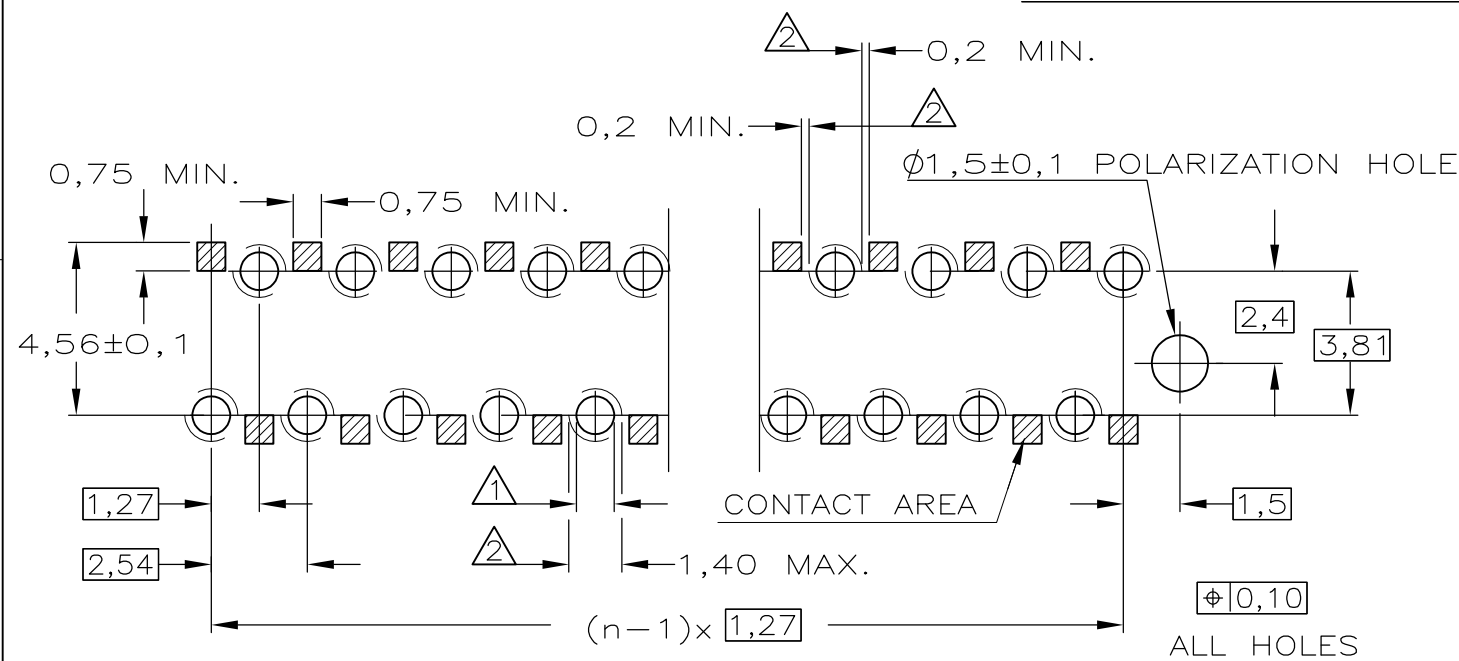 2
0,2 MIN.
0,2 MIN.
2
Ø1,5±0,1 POLARIZATION HOLE
0,75 MIN.
0,75 MIN.
2,4
4,56±0,1
3,81
1,27
1
CONTACT AREA
1,5
2,54
2
1,40 MAX.
(n-1)x 1,27
⌖ 0,10
ALL HOLES